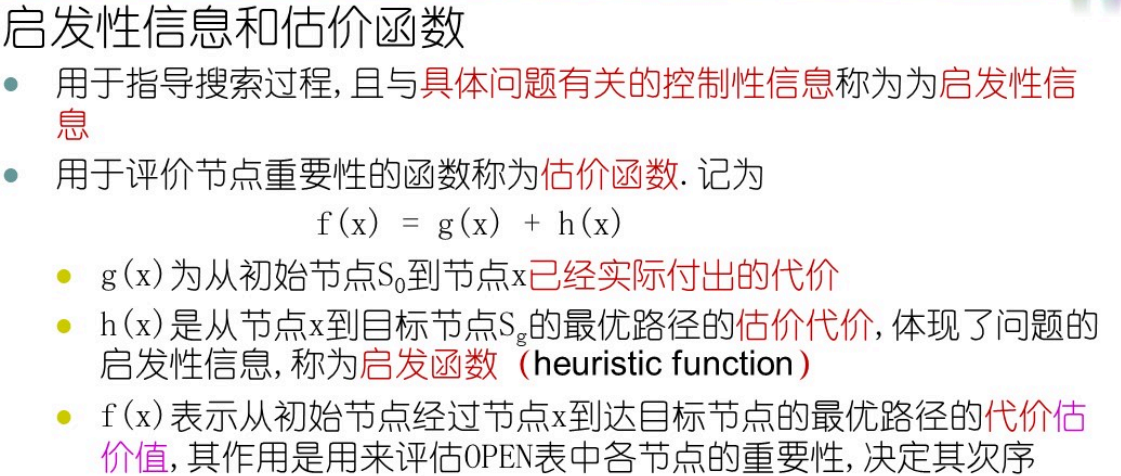 启发性信息和估价函数
用于指导搜索过程,且与具体问题有关的控制性信息称为为启发性信
息
用于评价节点重要性的函数称为估价函数.记为
f(x) = g(x) + h(x)
g(x)为从初始节点S₀到节点x已经实际付出的代价
h(x)是从节点x到目标节点Sg的最优路径的估价代价,体现了问题的
启发性信息,称为启发函数（heuristic function）
f(x)表示从初始节点经过节点x到达目标节点的最优路径的代价估
价值,其作用是用来评估OPEN表中各节点的重要性,决定其次序